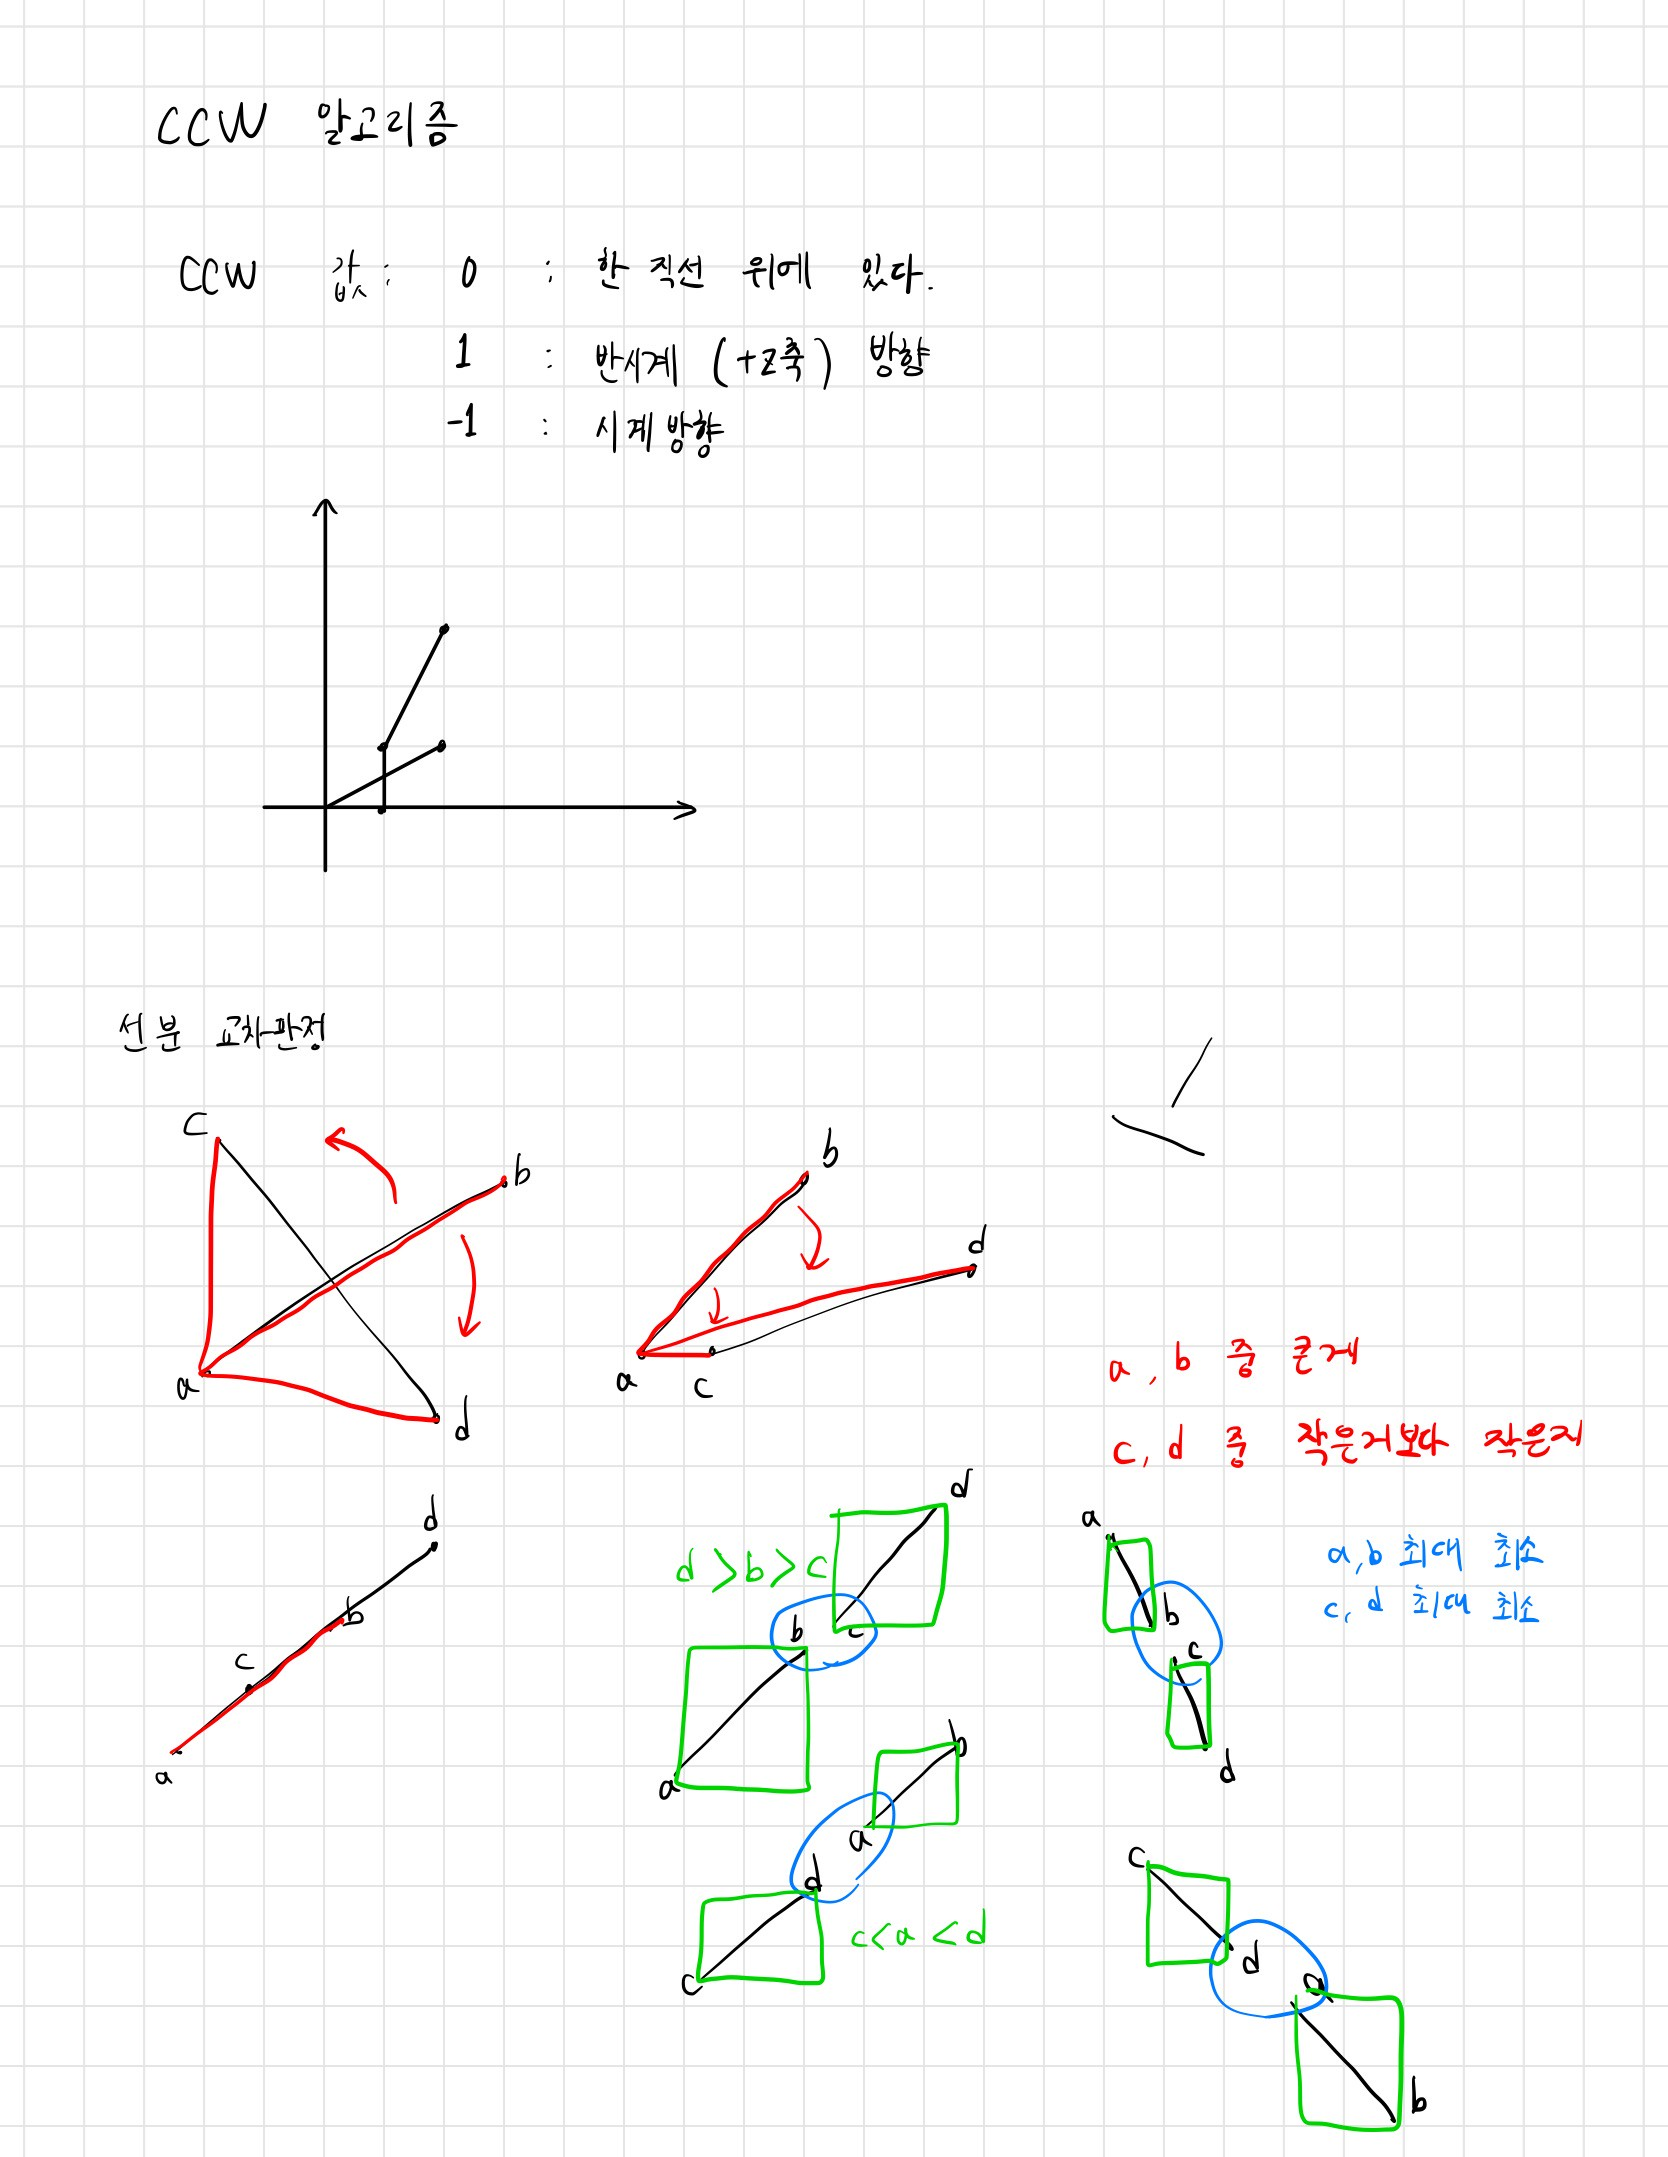 CCW 알고리즘
CCW 값 : 0 : 한 직선 위에 있다.
1 : 반시계 (+z축) 방향
-1 : 시계방향
선분 교차판정
c
b
a
d
b
d
a
c
a, b 중 큰게
c, d 중 작은거보다 작은지
d
b
c
a
d
d > b > c
b
c
a
a
b
c
d
a,b 최대 최소
c,d 최대 최소
b
a
d
c
c < a < d
c
d
a
b